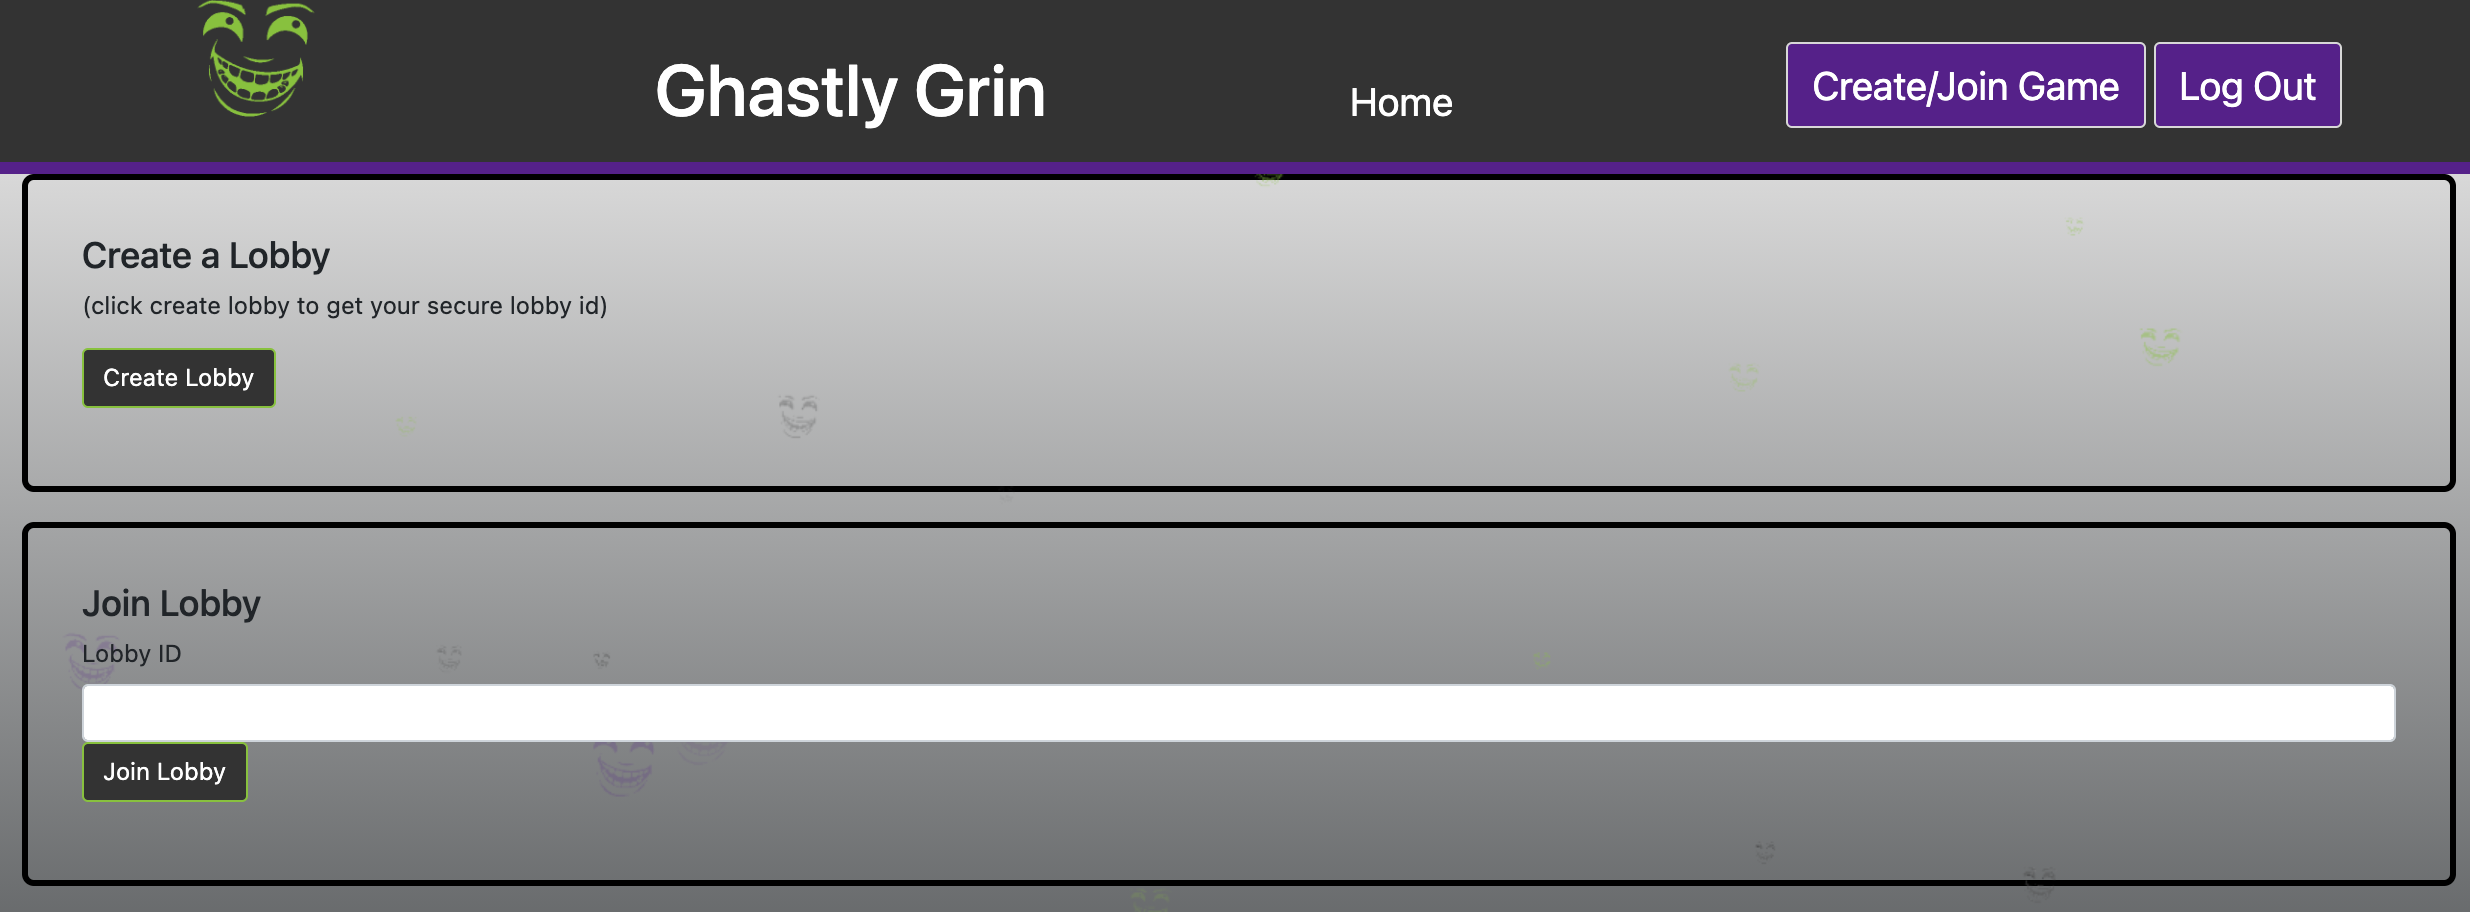 Ghastly Grin
Home
Create/Join Game
Log Out
Create a Lobby
(click create lobby to get your secure lobby id)
Create Lobby
Join Lobby
Lobby ID
Join Lobby